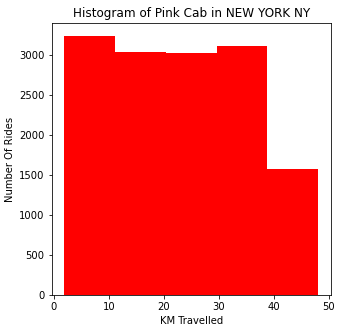 Histogram of Pink Cab in NEW YORK NY
Number Of Rides
3000
2500
2000
1500
1000
500
0
0 10 20 30 40 50
KM Travelled